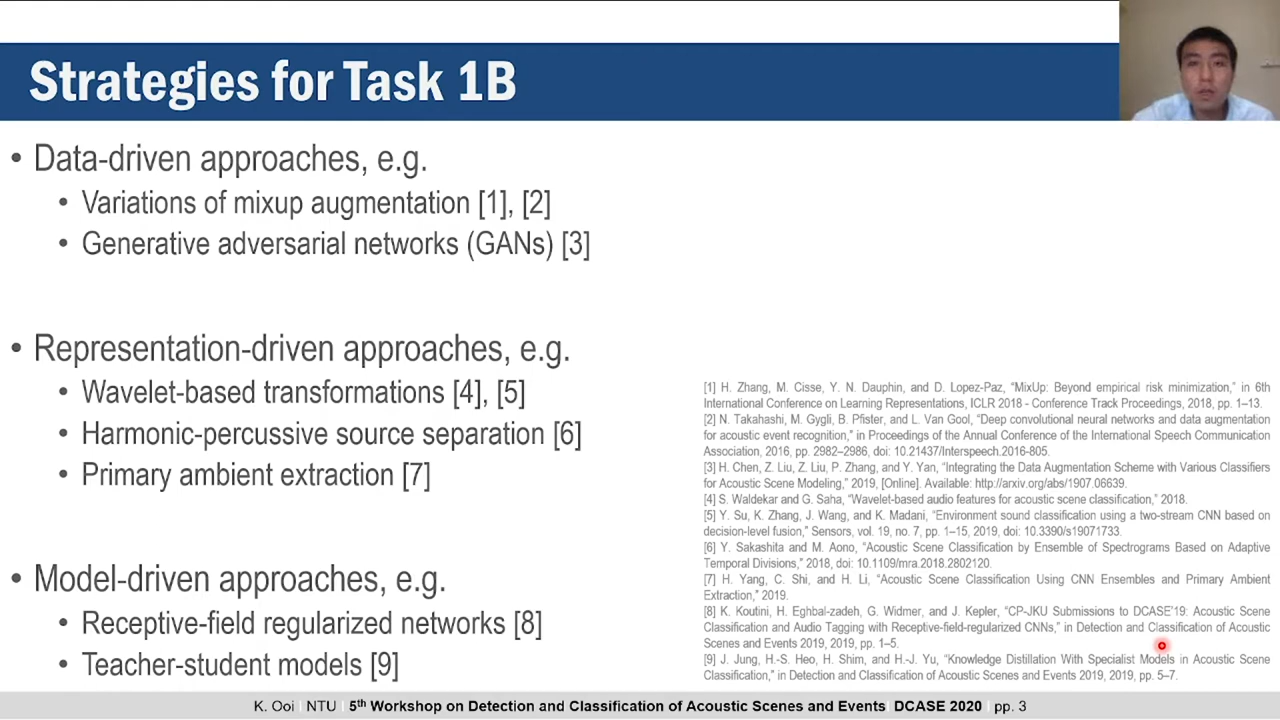 Strategies for Task 1B
• Data-driven approaches, e.g.
• Variations of mixup augmentation [1], [2]
• Generative adversarial networks (GANs) [3]
• Representation-driven approaches, e.g.
• Wavelet-based transformations [4], [5]
• Harmonic-percussive source separation [6]
• Primary ambient extraction [7]
• Model-driven approaches, e.g.
• Receptive-field regularized networks [8]
• Teacher-student models [9]
[1] H. Zhang, M. Cisse, Y. N. Dauphin, and D. Lopez-Paz, “MixUp: Beyond empirical risk minimization,” in 6th
International Conference on Learning Representations, ICLR 2018 - Conference Track Proceedings, 2018, pp. 1–13.
[2] N. Takahashi, M. Gygli, B. Pfister, and L. Van Gool, “Deep convolutional neural networks and data augmentation
for acoustic event recognition,” in Proceedings of the Annual Conference of the International Speech Communication
Association, 2016, pp. 2982–2986, doi: 10.21437/Interspeech.2016-805.
[3] H. Chen, Z. Liu, Z. Liu, P. Zhang, and Y. Yan, “Integrating the Data Augmentation Scheme with Various Classifiers
for Acoustic Scene Modeling,” 2019, [Online]. Available: http://arxiv.org/abs/1907.06639.
[4] S. Waldekar and G. Saha, “Wavelet-based audio features for acoustic scene classification,” 2018.
[5] Y. Su, K. Zhang, J. Wang, and K. Madani, “Environment sound classification using a two-stream CNN based on
decision-level fusion,” Sensors, vol. 19, no. 7, pp. 1–15, 2019, doi: 10.3390/s19071733.
[6] Y. Sakashita and M. Aono, “Acoustic Scene Classification by Ensemble of Spectrograms Based on Adaptive
Temporal Divisions,” 2018, doi: 10.1109/mra.2018.2802120.
[7] H. Yang, C. Shi, and H. Li, “Acoustic Scene Classification Using CNN Ensembles and Primary Ambient
Extraction,” 2019.
[8] K. Koutini, H. Eghbal-zadeh, G. Widmer, and J. Kepler, “CP-JKU Submissions to DCASE’19: Acoustic Scene
Classification and Audio Tagging with Receptive-field-regularized CNNs,” in Detection and Classification of Acoustic
Scenes and Events 2019, 2019, pp. 1–5.
[9] J. Jung, H.-S. Heo, H. Shim, and H.-J. Yu, “Knowledge Distillation With Specialist Models in Acoustic Scene
Classification,” in Detection and Classification of Acoustic Scenes and Events 2019, 2019, pp. 5–7.
K. Ooi | NTU | 5th Workshop on Detection and Classification of Acoustic Scenes and Events | DCASE 2020 | pp. 3